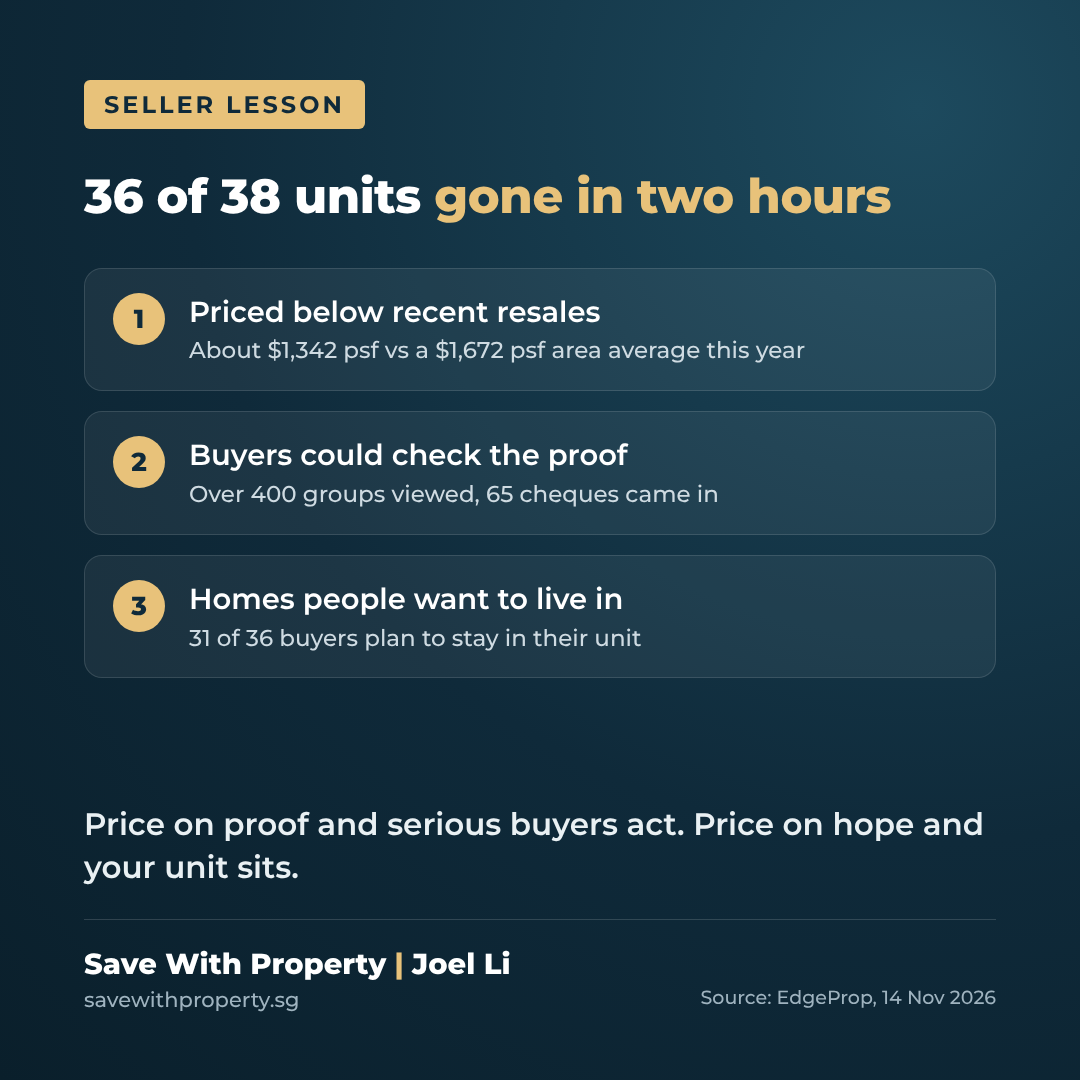 SELLER LESSON
36 of 38 units gone in two hours
1
Priced below recent resales
About $1,342 psf vs a $1,672 psf area average this year
2
Buyers could check the proof
Over 400 groups viewed, 65 cheques came in
3
Homes people want to live in
31 of 36 buyers plan to stay in their unit
Price on proof and serious buyers act. Price on hope and
your unit sits.
Save With Property | Joel Li
savewithproperty.sg
Source: EdgeProp, 14 Nov 2026